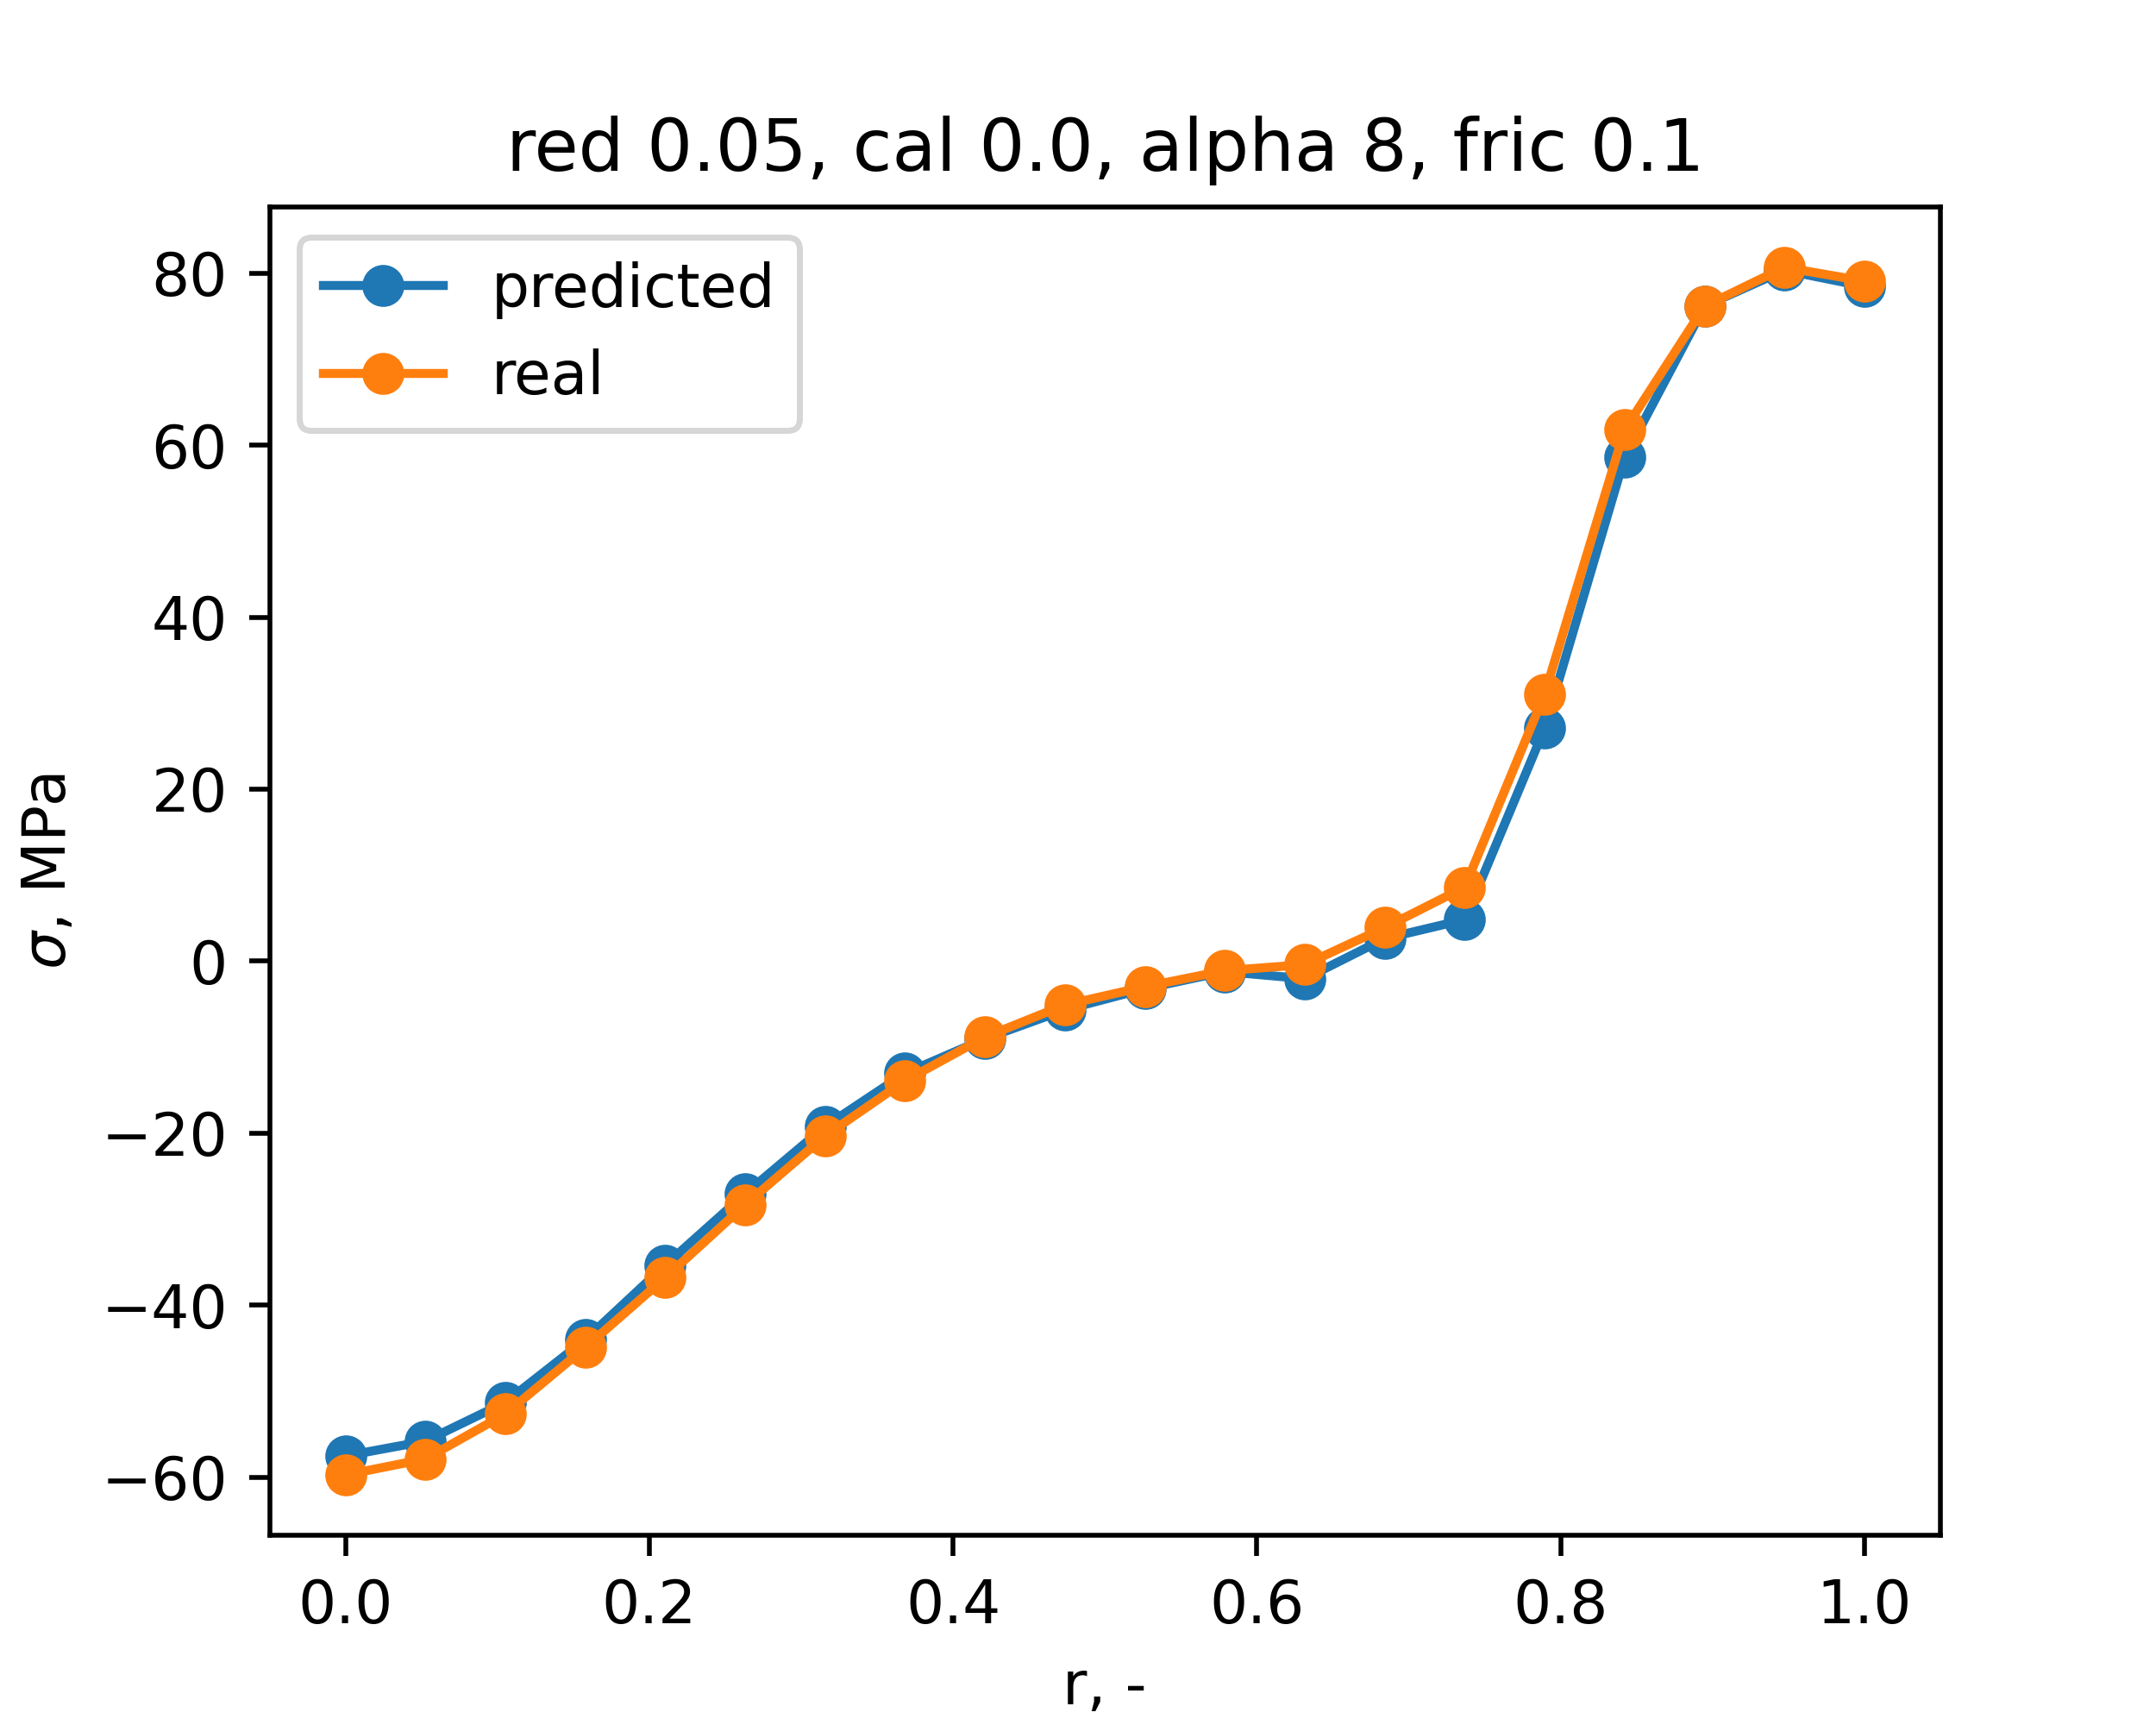 red 0.05, cal 0.0, alpha 8, fric 0.1
predicted
real
80
60
40
20
0
−20
−40
−60
σ, MPa
0.0 0.2 0.4 0.6 0.8 1.0
r, -